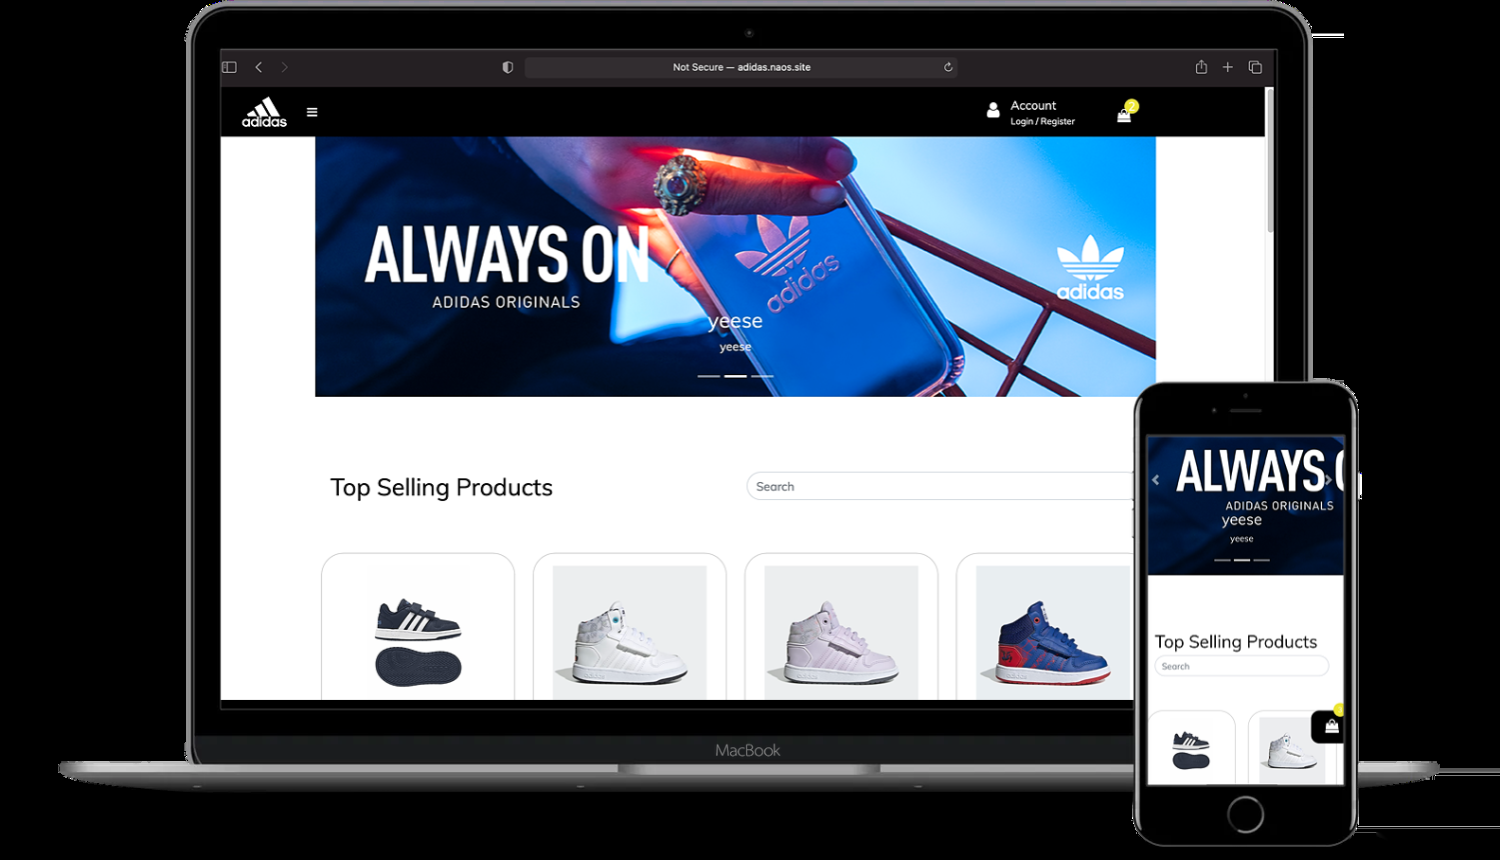 Not Secure — adidas.naos.site
adidas
Account
Login / Register
2
ALWAYS ON
ADIDAS ORIGINALS
adidas
adidas
yeese
yeese
Top Selling Products
Search
MacBook
ALWAYS O
ADIDAS ORIGINALS
yeese
yeese
Top Selling Products
Search